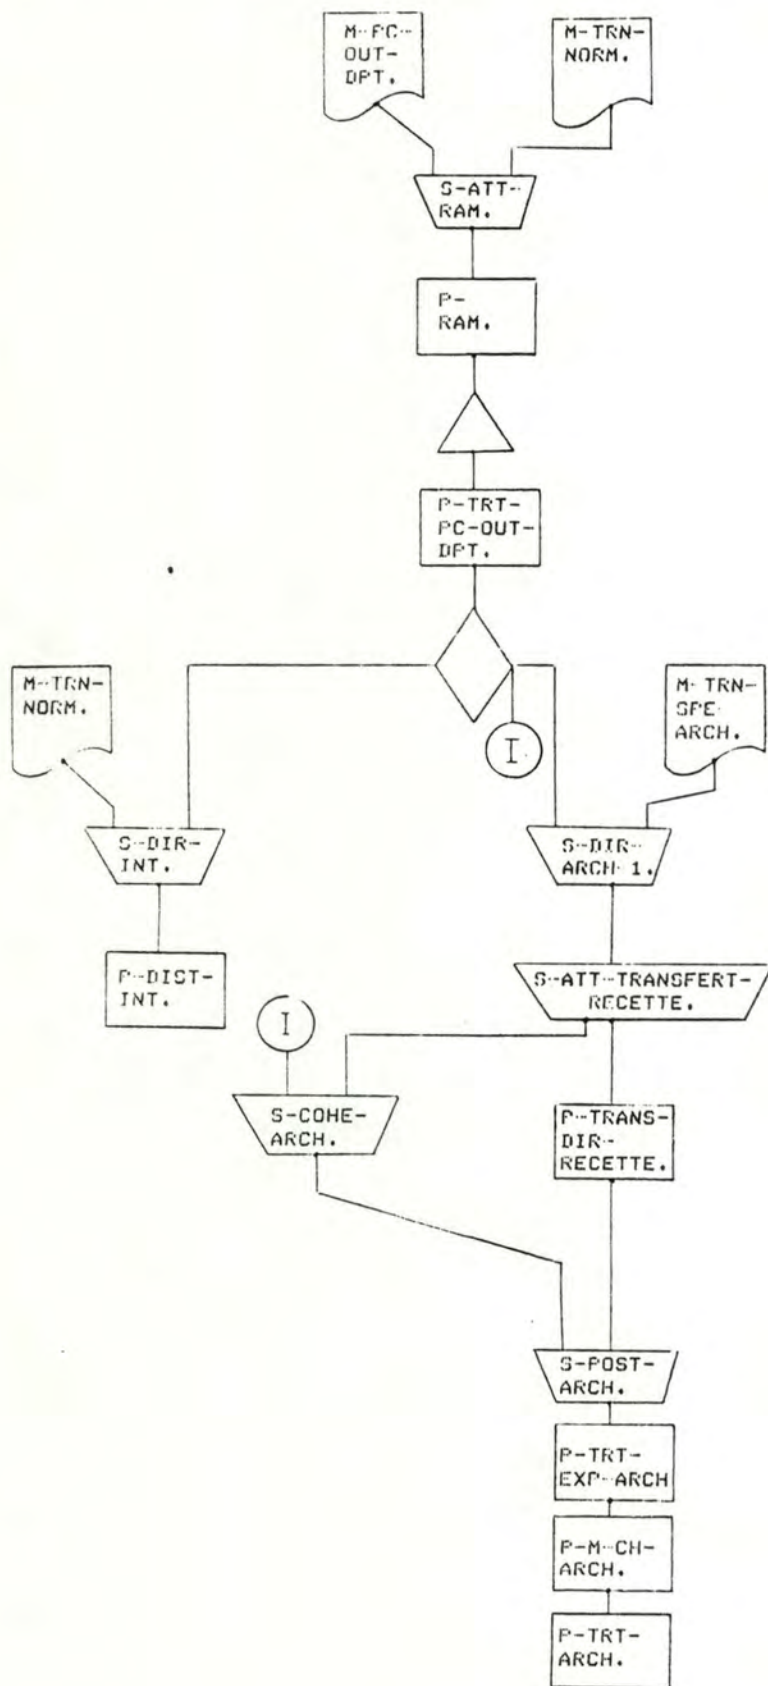 M-PC-
OUT-
DPT.
M-TRN-
NORM.
S-ATT-
RAM.
P-
RAM.
P-TRT-
PC-OUT-
DPT.
M-TRN-
NORM.
M-TRN-
SPE-
ARCH.
I
S-DIR-
INT.
S-DIR-
ARCH-1.
P-DIST-
INT.
S-ATT-TRANSFERT-
RECETTE.
I
S-COHE-
ARCH.
P-TRANS-
DIR-
RECETTE.
S-POST-
ARCH.
P-TRT-
EXP-ARCH
P-M-CH-
ARCH.
P-TRT-
ARCH.